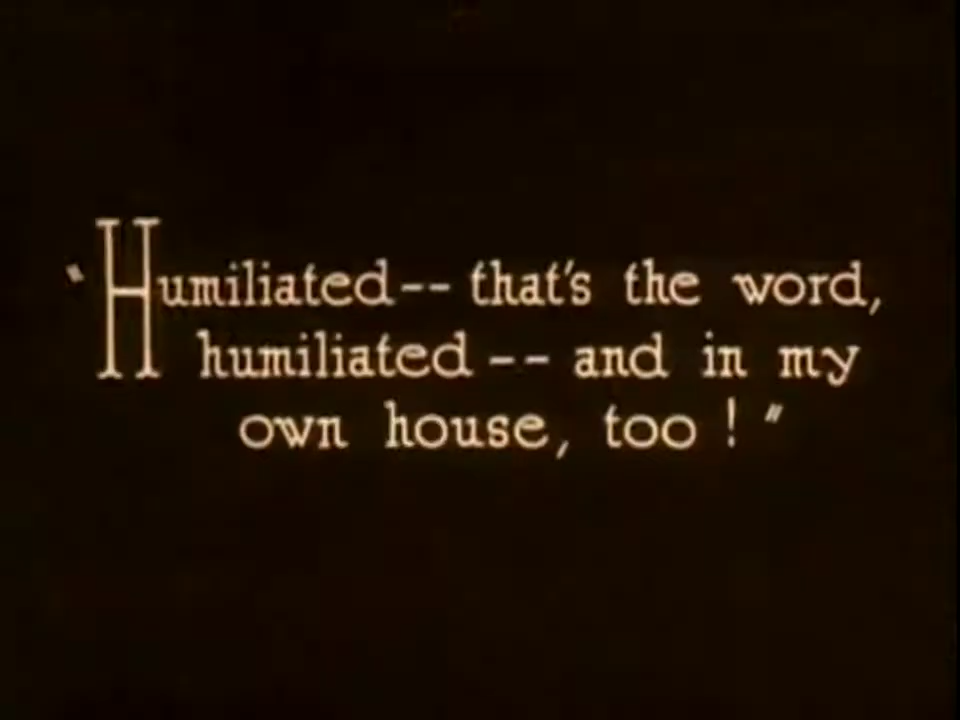 "Humiliated-- that's the word,
humiliated -- and in my
own house, too ! "